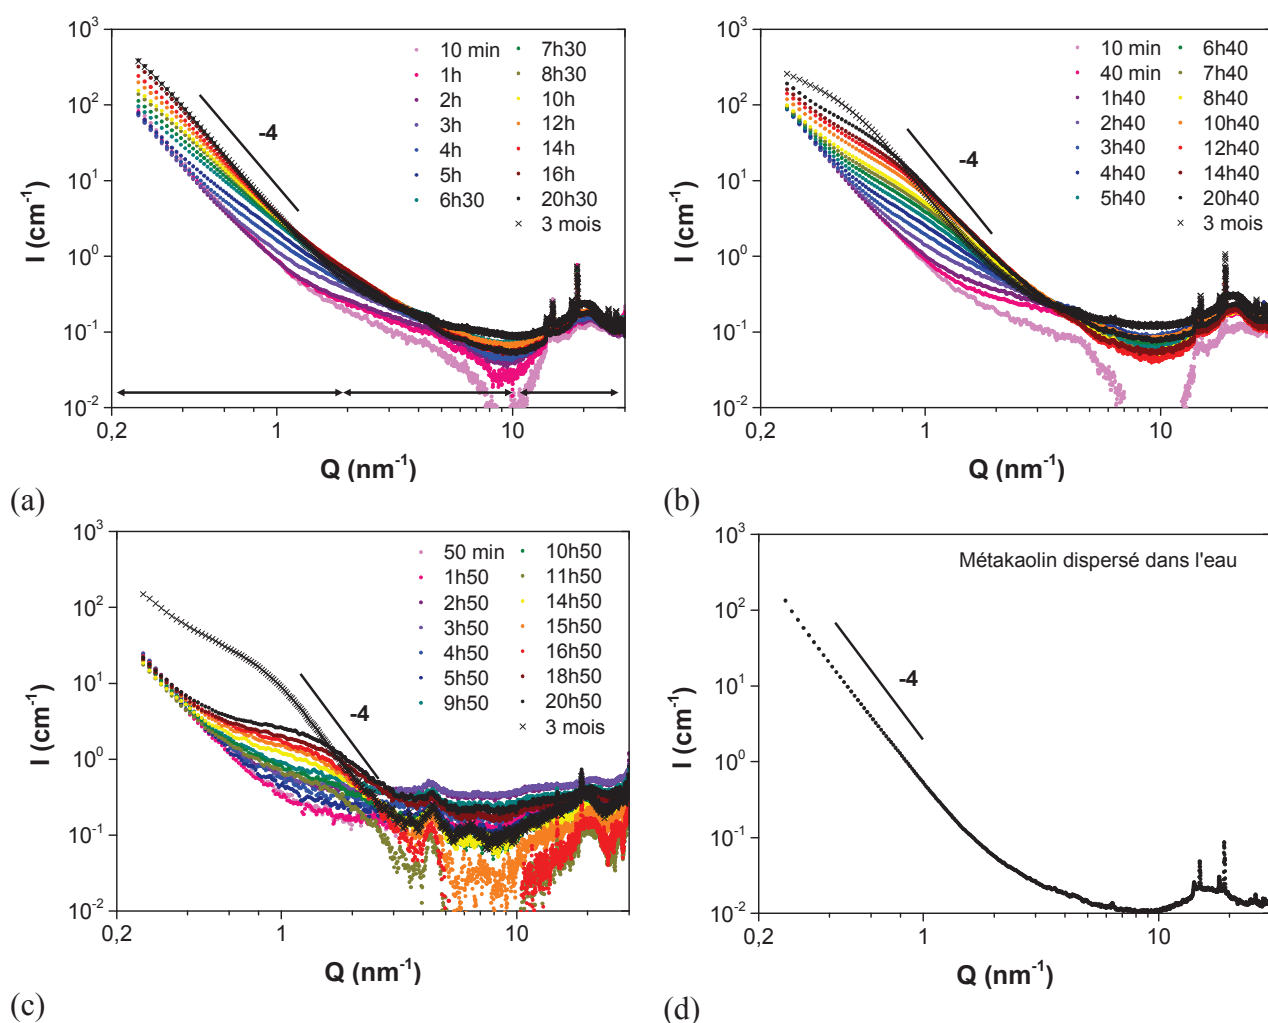 10³
10²
10¹
10⁰
10⁻¹
10⁻²
I (cm⁻¹)
0,2
1
10
Q (nm⁻¹)
-4
10 min
1h
2h
3h
4h
5h
6h30
7h30
8h30
10h
12h
14h
16h
20h30
3 mois
(a)
10³
10²
10¹
10⁰
10⁻¹
10⁻²
I (cm⁻¹)
0,2
1
10
Q (nm⁻¹)
-4
10 min
40 min
1h40
2h40
3h40
4h40
5h40
6h40
7h40
8h40
10h40
12h40
14h40
20h40
3 mois
(b)
10³
10²
10¹
10⁰
10⁻¹
10⁻²
I (cm⁻¹)
0,2
1
10
Q (nm⁻¹)
-4
50 min
1h50
2h50
3h50
4h50
5h50
9h50
10h50
11h50
14h50
15h50
16h50
18h50
20h50
3 mois
(c)
10³
10²
10¹
10⁰
10⁻¹
10⁻²
I (cm⁻¹)
0,2
1
10
Q (nm⁻¹)
Métakaolin dispersé dans l'eau
-4
(d)